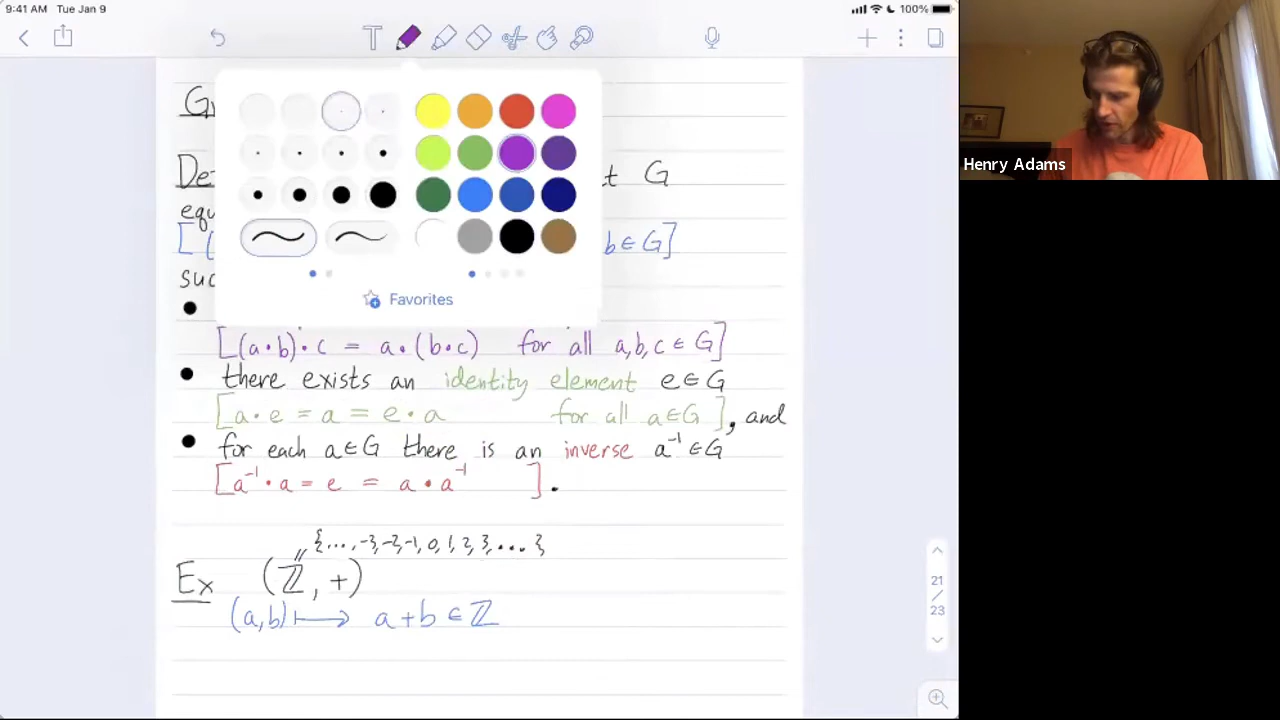 9:41 AM Tue Jan 9
100%
G
t G
equ
[ ( b ∈ G]
suc
[(a·b)·c = a·(b·c) for all a,b,c ∈ G]
• there exists an identity element e ∈ G
[a·e = a = e·a for all a ∈ G], and
• for each a ∈ G there is an inverse a⁻¹ ∈ G
[a⁻¹·a = e = a·a⁻¹ ].
{..., -3, -2, -1, 0, 1, 2, 3, ....}
Ex (ℤ, +)
(a,b) ↦ a+b ∈ ℤ
Favorites
21
/
23
Henry Adams